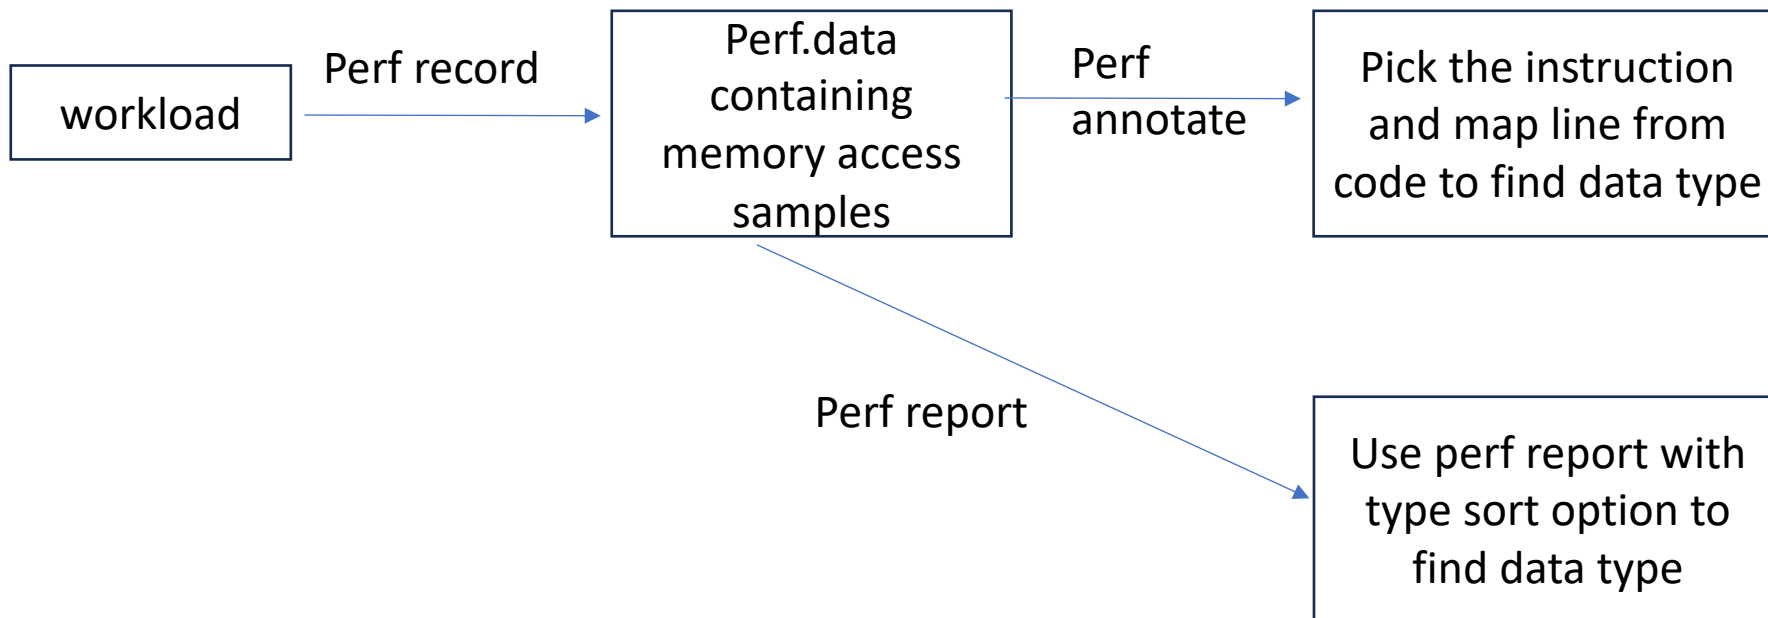 workload
Perf record
Perf.data
containing
memory access
samples
Perf
annotate
Pick the instruction
and map line from
code to find data type
Perf report
Use perf report with
type sort option to
find data type